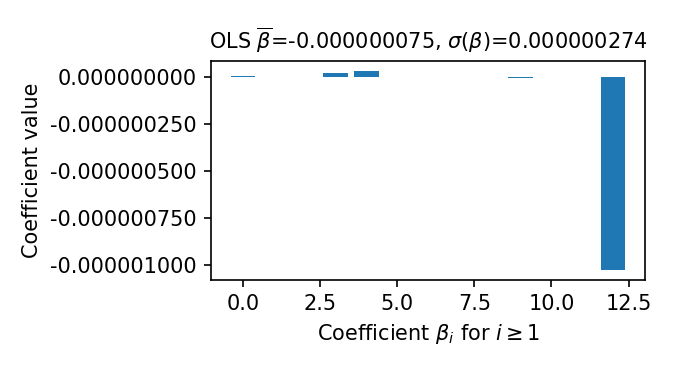 OLS β̅=-0.000000075, σ(β)=0.000000274
Coefficient value
0.000000000
-0.000000250
-0.000000500
-0.000000750
-0.000001000
0.0 2.5 5.0 7.5 10.0 12.5
Coefficient βᵢ for i ≥ 1